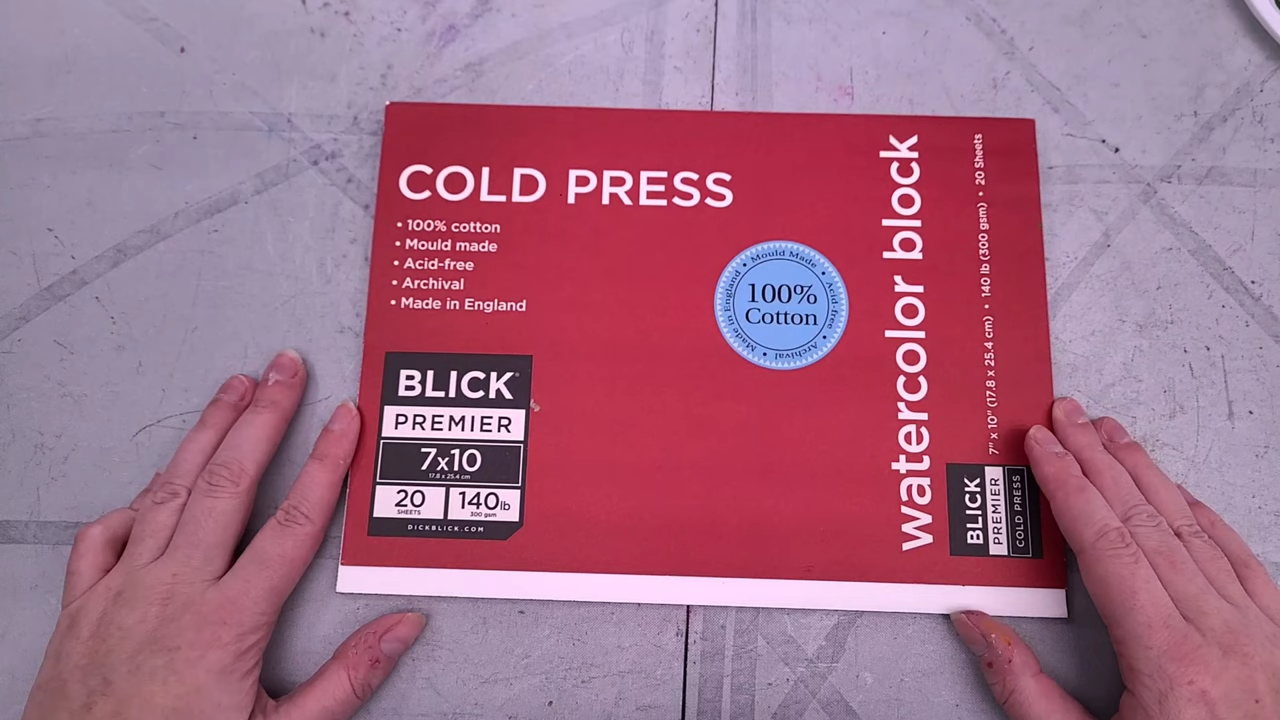 COLD PRESS
• 100% cotton
• Mould made
• Acid-free
• Archival
• Made in England
BLICK®
PREMIER
7x10
17.8 x 25.4 cm
20
SHEETS
140lb
300 gsm
DICKBLICK.COM
• Mould Made • Acid-free • Archival • Made in England
100%
Cotton
watercolor block
7" x 10" (17.8 x 25.4 cm) • 140 lb (300 gsm) • 20 Sheets
BLICK
PREMIER
COLD PRESS